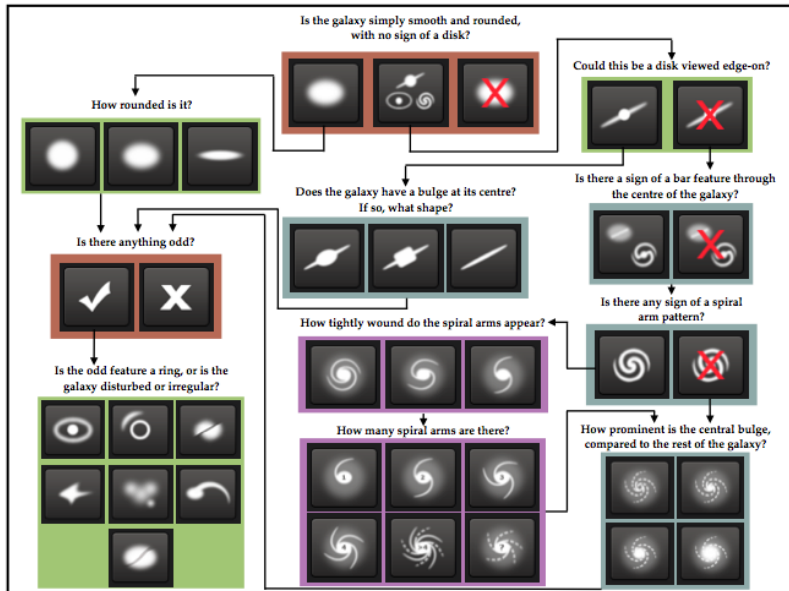 Is the galaxy simply smooth and rounded,
with no sign of a disk?
Could this be a disk viewed edge-on?
How rounded is it?
Does the galaxy have a bulge at its centre?
If so, what shape?
Is there a sign of a bar feature through
the centre of the galaxy?
Is there anything odd?
Is there any sign of a spiral
arm pattern?
How tightly wound do the spiral arms appear?
Is the odd feature a ring, or is the
galaxy disturbed or irregular?
How many spiral arms are there?
How prominent is the central bulge,
compared to the rest of the galaxy?
1
2
3
4
?